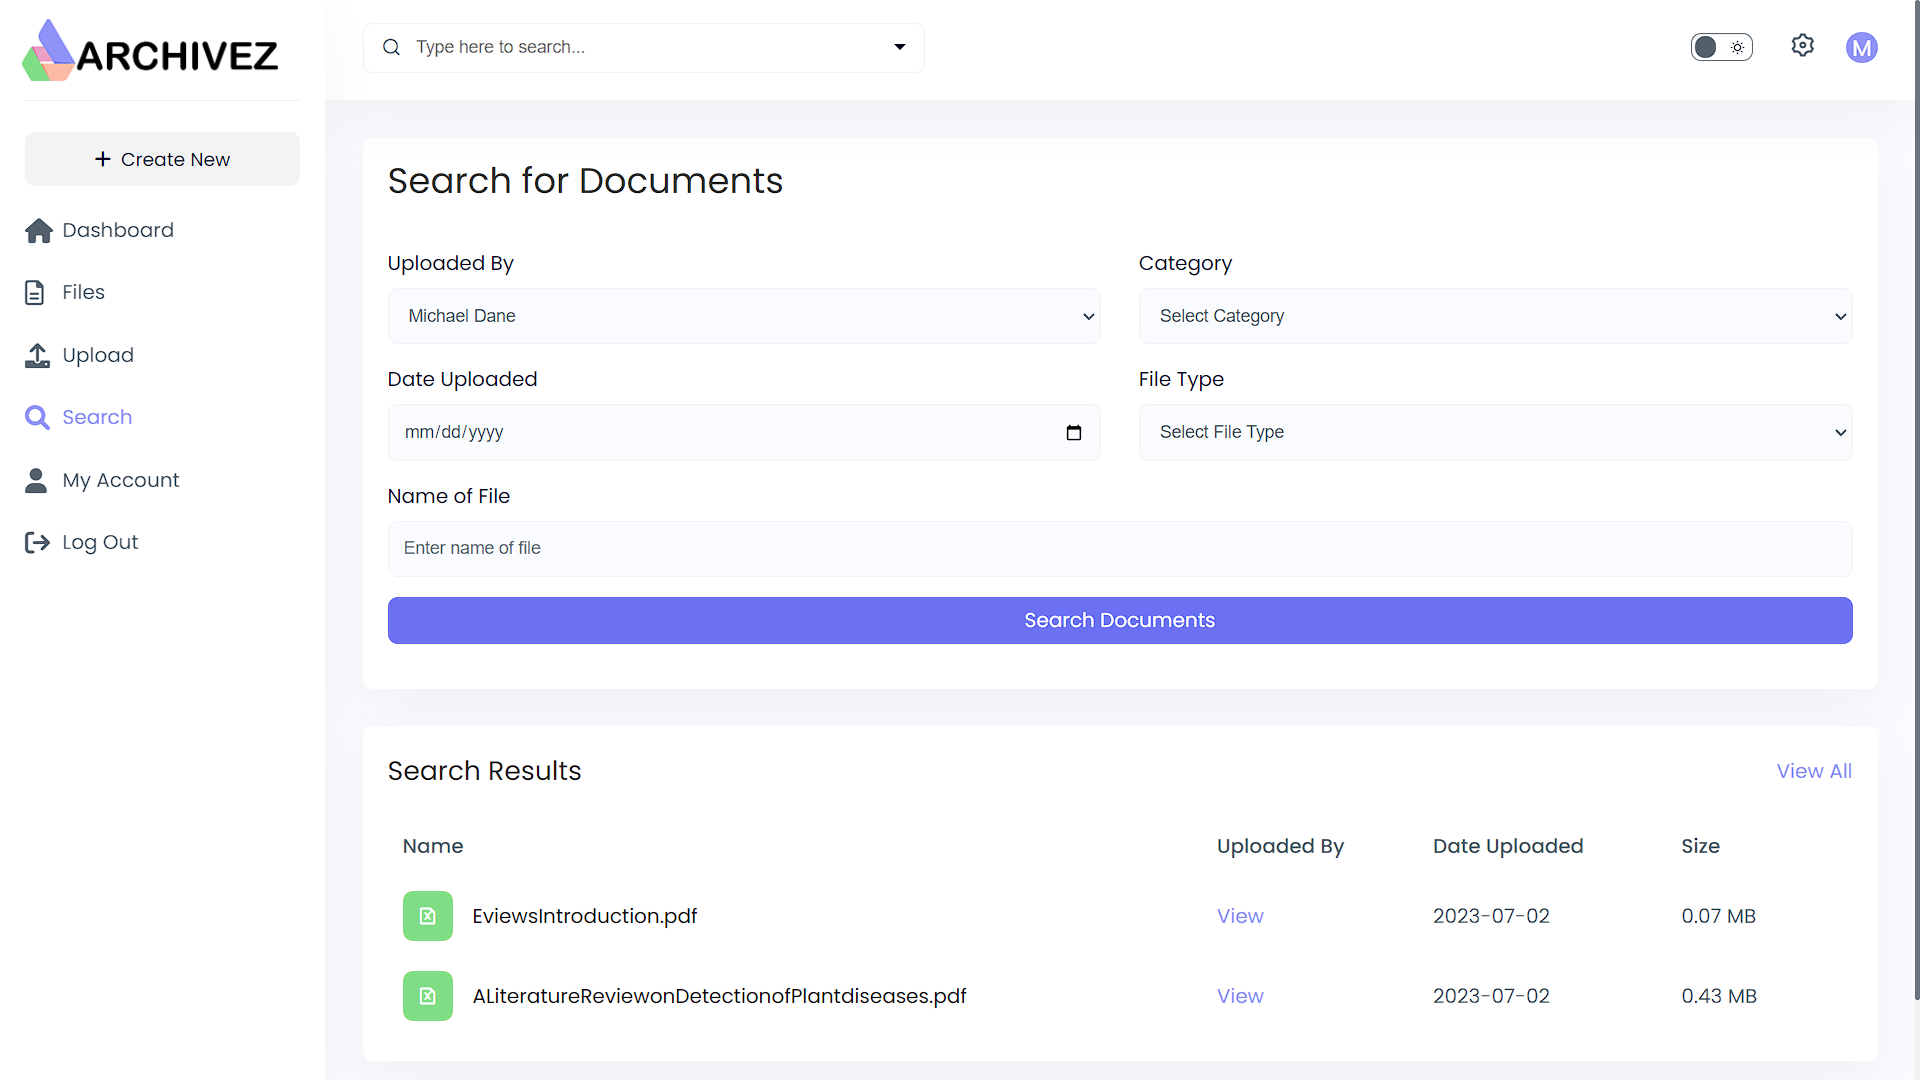 ARCHIVEZ
Type here to search...
M
Create New
Dashboard
Files
Upload
Search
My Account
Log Out
Search for Documents
Uploaded By
Category
Michael Dane
Select Category
Date Uploaded
File Type
mm/dd/yyyy
Select File Type
Name of File
Enter name of file
Search Documents
Search Results
View All
Name Uploaded By Date Uploaded Size
EviewsIntroduction.pdf View 2023-07-02 0.07 MB
ALiteratureReviewonDetectionofPlantdiseases.pdf View 2023-07-02 0.43 MB